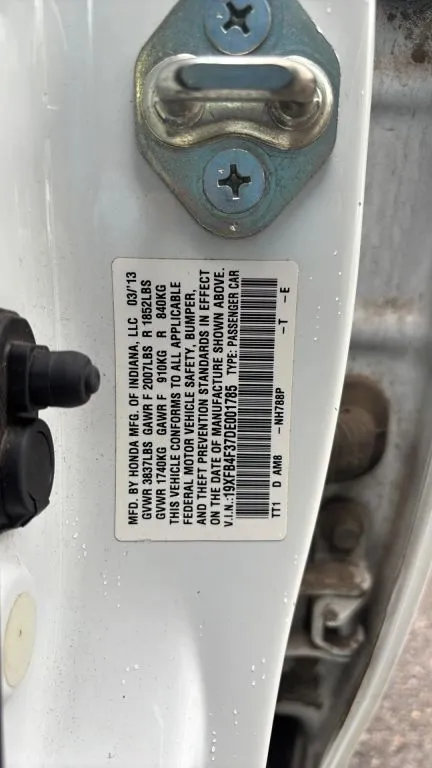 MFD. BY HONDA MFG. OF INDIANA, LLC 03/'13
GVWR 3837LBS GAWR F 2007LBS R 1852LBS
GVWR 1740KG GAWR F 910KG R 840KG
THIS VEHICLE CONFORMS TO ALL APPLICABLE
FEDERAL MOTOR VEHICLE SAFETY, BUMPER,
AND THEFT PREVENTION STANDARDS IN EFFECT
ON THE DATE OF MANUFACTURE SHOWN ABOVE.
V.I.N.:19XFB4F37DE001785 TYPE: PASSENGER CAR
TT1 D AM8 - NH788P - T - E